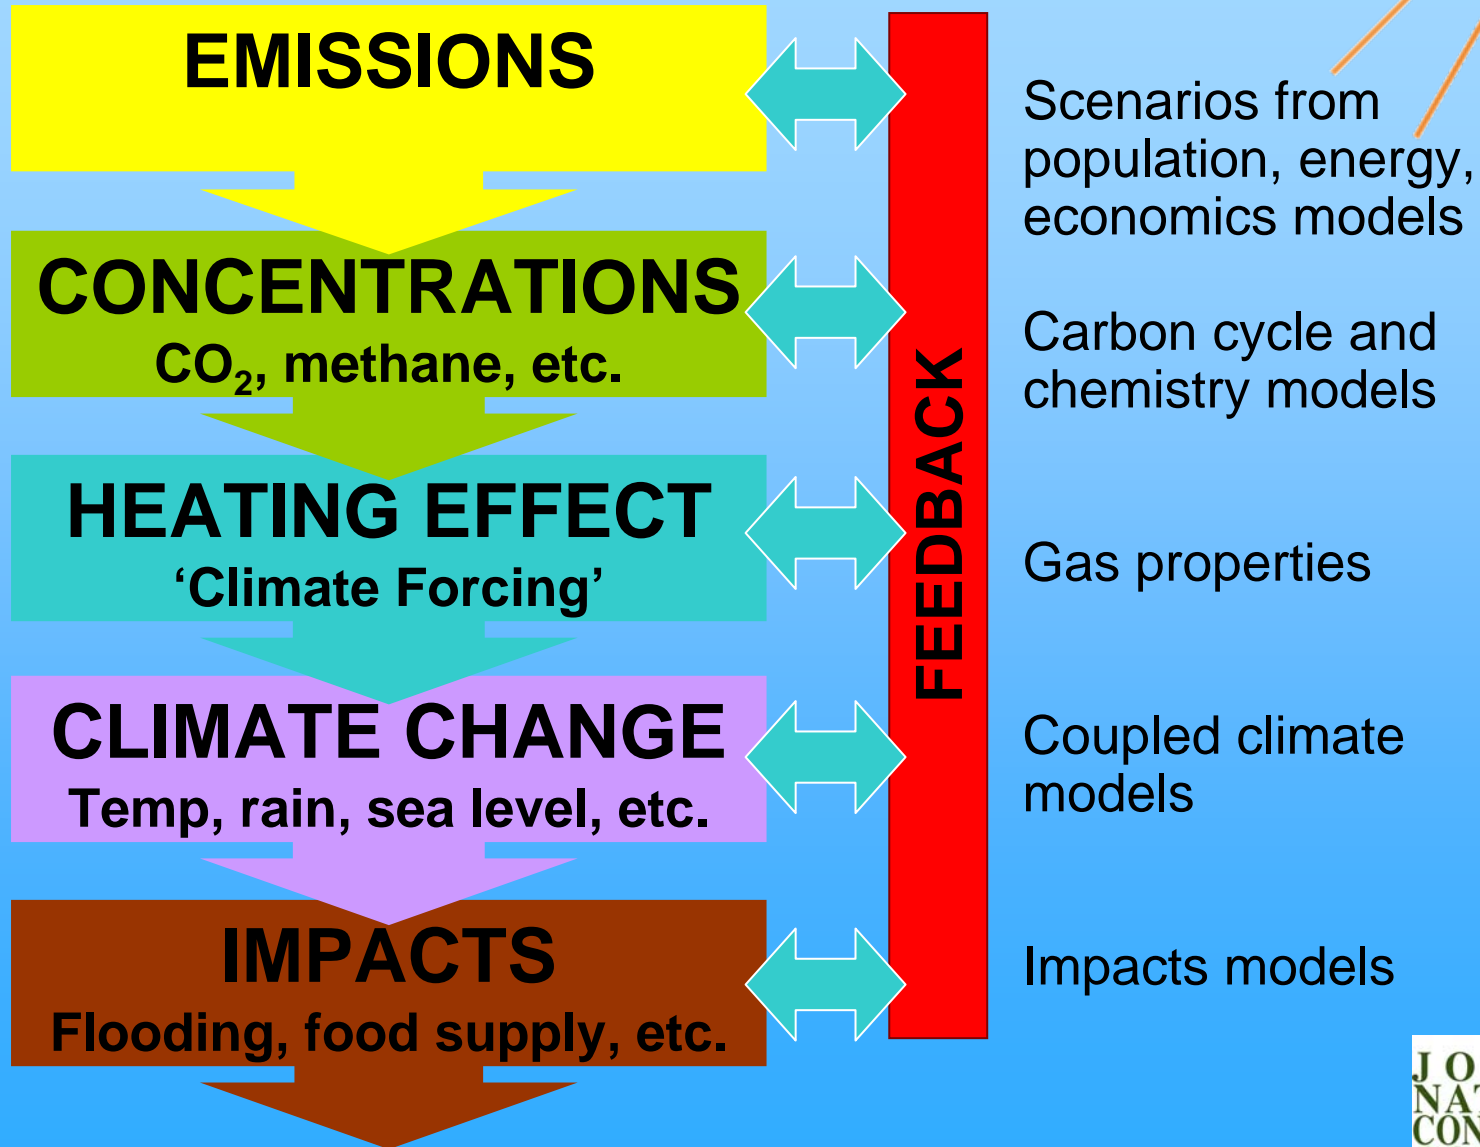 EMISSIONS
Scenarios from
population, energy,
economics models
CONCENTRATIONS
CO₂, methane, etc.
Carbon cycle and
chemistry models
HEATING EFFECT
‘Climate Forcing’
Gas properties
FEEDBACK
CLIMATE CHANGE
Temp, rain, sea level, etc.
Coupled climate
models
IMPACTS
Flooding, food supply, etc.
Impacts models